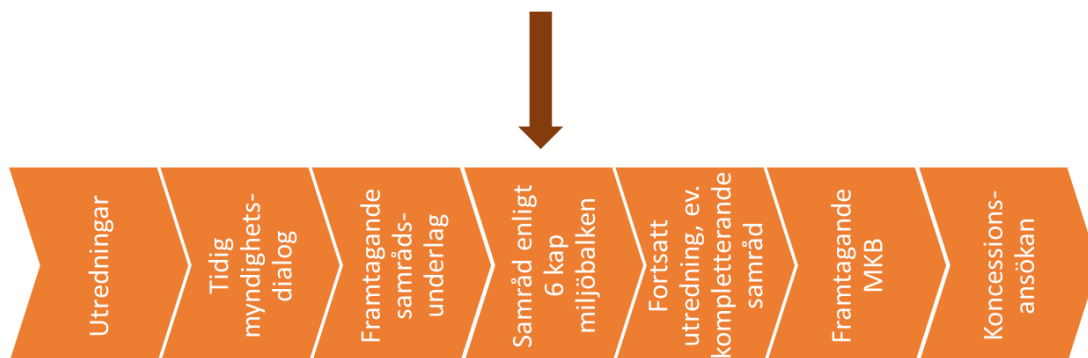 Utredningar
Tidig
myndighets-
dialog
Framtagande
samråds-
underlag
Samråd enligt
6 kap
miljöbalken
Fortsatt
utredning, ev.
kompletterande
samråd
Framtagande
MKB
Koncessions-
ansökan